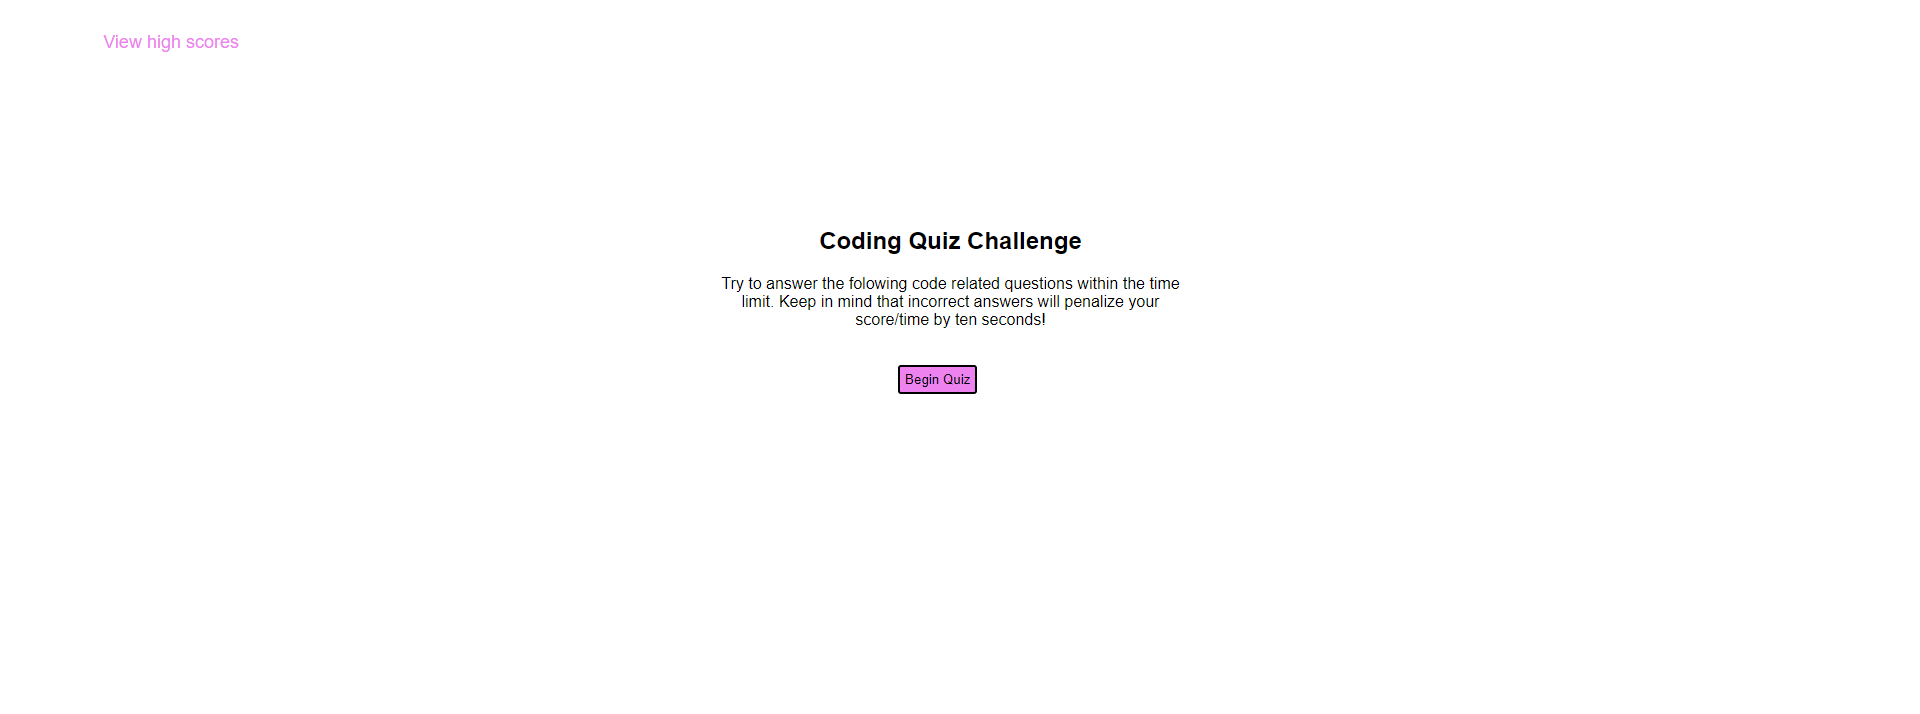 View high scores
Coding Quiz Challenge
Try to answer the folowing code related questions within the time
limit. Keep in mind that incorrect answers will penalize your
score/time by ten seconds!
Begin Quiz